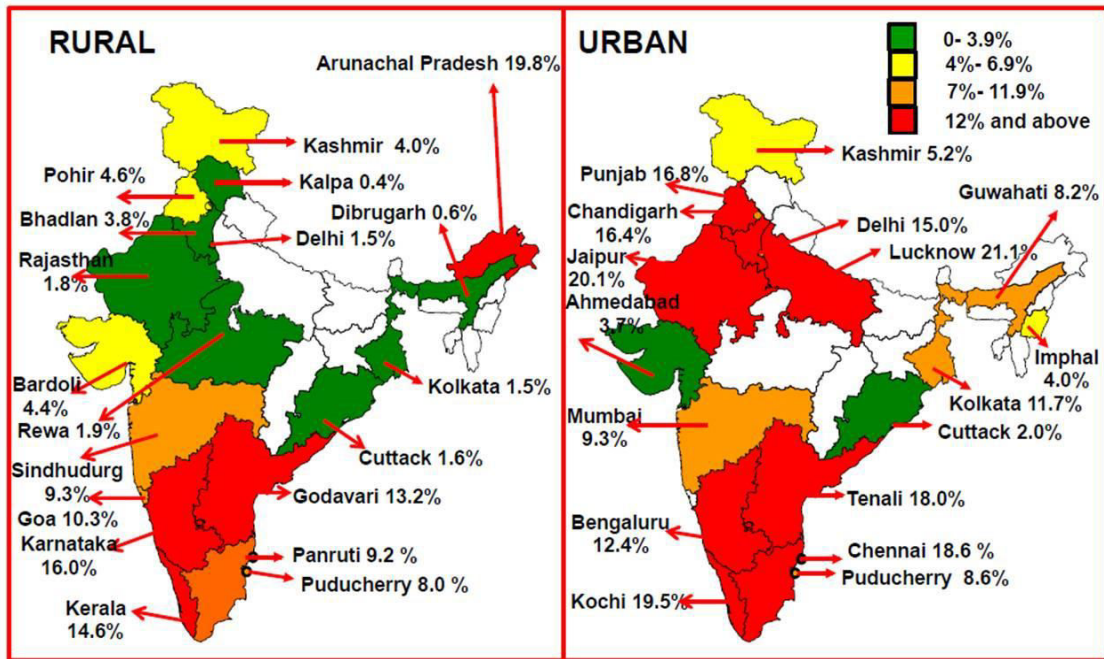 RURAL
Arunachal Pradesh 19.8%
Kashmir 4.0%
Pohir 4.6%
Kalpa 0.4%
Bhadlan 3.8%
Dibrugarh 0.6%
Delhi 1.5%
Rajasthan
1.8%
Bardoli
4.4%
Kolkata 1.5%
Rewa 1.9%
Cuttack 1.6%
Sindhudurg
9.3%
Godavari 13.2%
Goa 10.3%
Karnataka
16.0%
Panruti 9.2 %
Puducherry 8.0 %
Kerala
14.6%
URBAN
0- 3.9%
4%- 6.9%
7%- 11.9%
12% and above
Kashmir 5.2%
Punjab 16.8%
Guwahati 8.2%
Chandigarh
16.4%
Delhi 15.0%
Lucknow 21.1%
Jaipur
20.1%
Ahmedabad
3.7%
Imphal
4.0%
Kolkata 11.7%
Mumbai
9.3%
Cuttack 2.0%
Tenali 18.0%
Bengaluru
12.4%
Chennai 18.6 %
Puducherry 8.6%
Kochi 19.5%